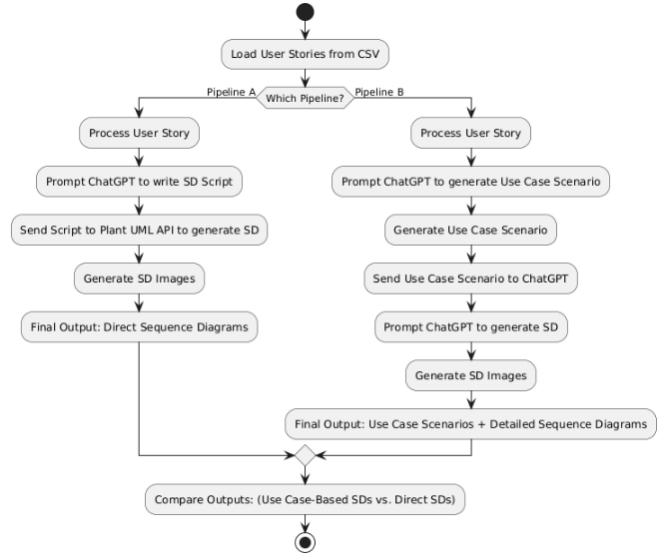 Load User Stories from CSV
Pipeline A
Which Pipeline?
Pipeline B
Process User Story
Prompt ChatGPT to write SD Script
Send Script to Plant UML API to generate SD
Generate SD Images
Final Output: Direct Sequence Diagrams
Process User Story
Prompt ChatGPT to generate Use Case Scenario
Generate Use Case Scenario
Send Use Case Scenario to ChatGPT
Prompt ChatGPT to generate SD
Generate SD Images
Final Output: Use Case Scenarios + Detailed Sequence Diagrams
Compare Outputs: (Use Case-Based SDs vs. Direct SDs)